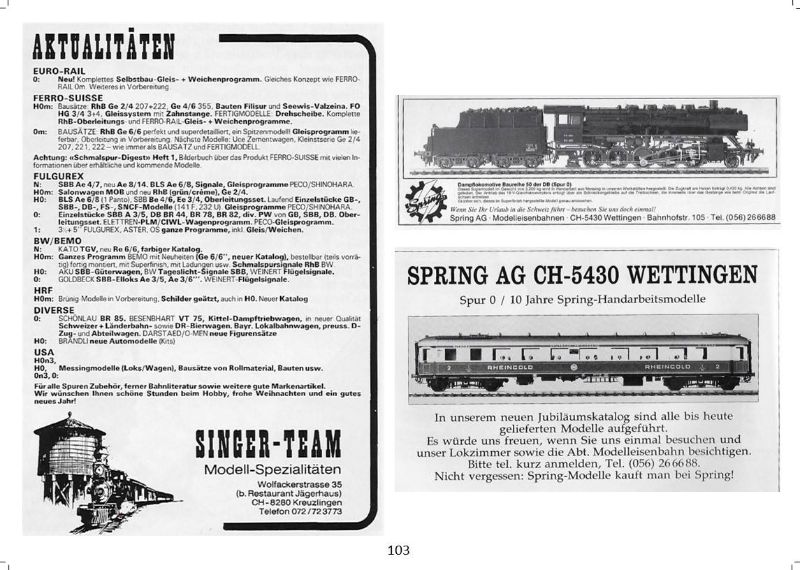 AKTUALITÄTEN
EURO-RAIL
0: Neu! Komplettes Selbstbau-Gleis- + Weichenprogramm. Gleiches Konzept wie FERRO-
RAIL 0m. Weiteres in Vorbereitung.
FERRO-SUISSE
H0m: Bausätze: RhB Ge 2/4 207+222, Ge 4/6 355, Bauten Filisur und Seewis-Valzeina. FO
HG 3/4 3+4, Gleissystem mit Zahnstange. FERTIGMODELLE: Drehscheibe. Komplette
RhB-Oberleitungs- und FERRO-RAIL-Gleis- + Weichenprogramme.
0m: BAUSÄTZE: RhB Ge 6/6 perfekt und superdetailliert, ein Spitzenmodell! Gleisprogramm lie-
ferbar, Oberleitung in Vorbereitung. Nächste Modelle: Uce Zementwagen, Kleinstserie Ge 2/4
207, 221, 222 – wie immer als BAUSATZ und FERTIGMODELL.
Achtung: «Schmalspur-Digest» Heft 1, Bilderbuch über das Produkt FERRO-SUISSE mit vielen In-
formationen über erhältliche und kommende Modelle.
FULGUREX
N: SBB Ae 4/7, neu Ae 8/14. BLS Ae 6/8, Signale, Gleisprogramme PECO/SHINOHARA.
H0m: Salonwagen MOB und neu RhB (grün/crème), Ge 2/4.
H0: BLS Ae 6/8 (1 Panto), SBB Be 4/6, Ee 3/4, Oberleitungsset. Laufend Einzelstücke GB-,
SBB-, DB-, FS-, SNCF-Modelle (141 F, 232 U). Gleisprogramme PECO/SHINOHARA.
0: Einzelstücke SBB A 3/5, DB BR 44, BR 78, BR 82, div. PW von GB, SBB, DB. Ober-
leitungsset. ELETTREN-PLM/CIWL-Wagenprogramm. PECO-Gleisprogramm.
1: 3¼+5" FULGUREX, ASTER, OS ganze Programme, inkl. Gleis/Weichen.
BW/BEMO
N: KATO TGV, neu Re 6/6, farbiger Katalog.
H0m: Ganzes Programm BEMO mit Neuheiten (Ge 6/6", neuer Katalog), bestellbar (teils vorrä-
tig) fertig montiert, mit Superfinish, mit Ladungen usw. Schmalspursignale RhB BW
H0: AKU SBB-Güterwagen, BW Tageslicht-Signale SBB, WEINERT Flügelsignale.
0: GOLDBECK SBB-Elloks Ae 3/5, Ae 3/6"'. WEINERT-Flügelsignale.
HRF
H0m: Brünig-Modelle in Vorbereitung, Schilder geätzt, auch in H0. Neuer Katalog
DIVERSE
0: SCHÖNLAU BR 85. BESENBHART VT 75, Kittel-Dampftriebwagen, in neuer Qualität
Schweizer + Länderbahn- sowie DR-Bierwagen. Bayr. Lokalbahnwagen, preuss. D-
Zug- und Abteilwagen. DARSTAED/O-MEN neue Figurensätze
H0: BRÄNDLI neue Automodelle (Kits)
USA
H0n3,
H0, Messingmodelle (Loks/Wagen), Bausätze von Rollmaterial, Bauten usw.
0n3, 0:
Für alle Spuren Zubehör, ferner Bahnliteratur sowie weitere gute Markenartikel.
Wir wünschen Ihnen schöne Stunden beim Hobby, frohe Weihnachten und ein gutes
neues Jahr!
SINGER-TEAM
Modell-Spezialitäten
Wolfackerstrasse 35
(b. Restaurant Jägerhaus)
CH-8280 Kreuzlingen
Telefon 072/72 3773
Spring
Dampflokomotive Baureihe 50 der DB (Spur 0)
Wenn Sie Ihr Urlaub in die Schweiz führt – besuchen Sie uns doch einmal!
Spring AG · Modelleisenbahnen · CH-5430 Wettingen · Bahnhofstr. 105 · Tel. (056) 26 66 88
SPRING AG CH-5430 WETTINGEN
Spur 0 / 10 Jahre Spring-Handarbeitsmodelle
2 RHEINGOLD RHEINGOLD 2
In unserem neuen Jubiläumskatalog sind alle bis heute
gelieferten Modelle aufgeführt.
Es würde uns freuen, wenn Sie uns einmal besuchen und
unser Lokzimmer sowie die Abt. Modelleisenbahn besichtigen.
Bitte tel. kurz anmelden, Tel. (056) 26 66 88.
Nicht vergessen: Spring-Modelle kauft man bei Spring!
103